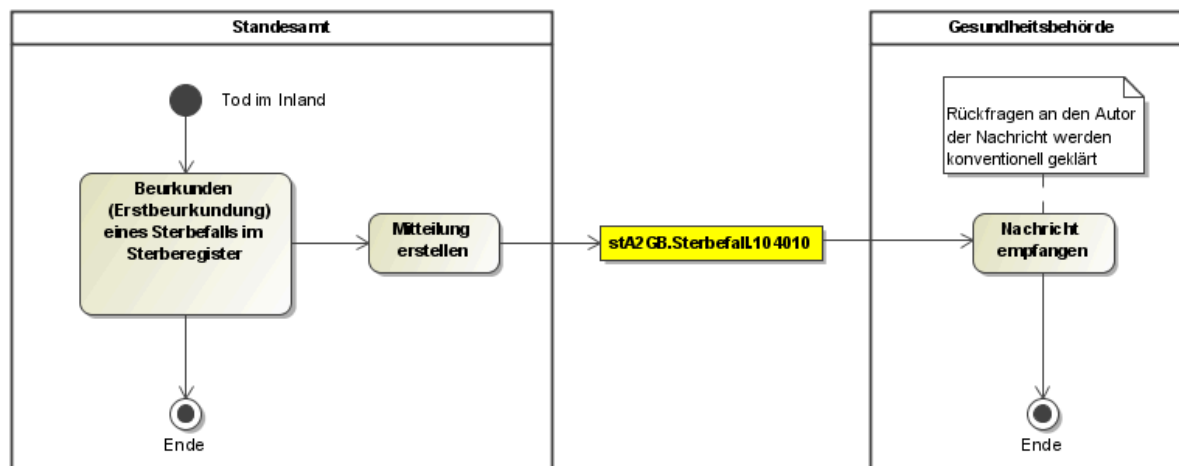 Standesamt
Gesundheitsbehörde
Tod im Inland
Rückfragen an den Autor
der Nachricht werden
konventionell geklärt
Beurkunden
(Erstbeurkundung)
eines Sterbefalls im
Sterberegister
Mitteilung
erstellen
stA2GB.Sterbefall.104010
Nachricht
empfangen
Ende
Ende